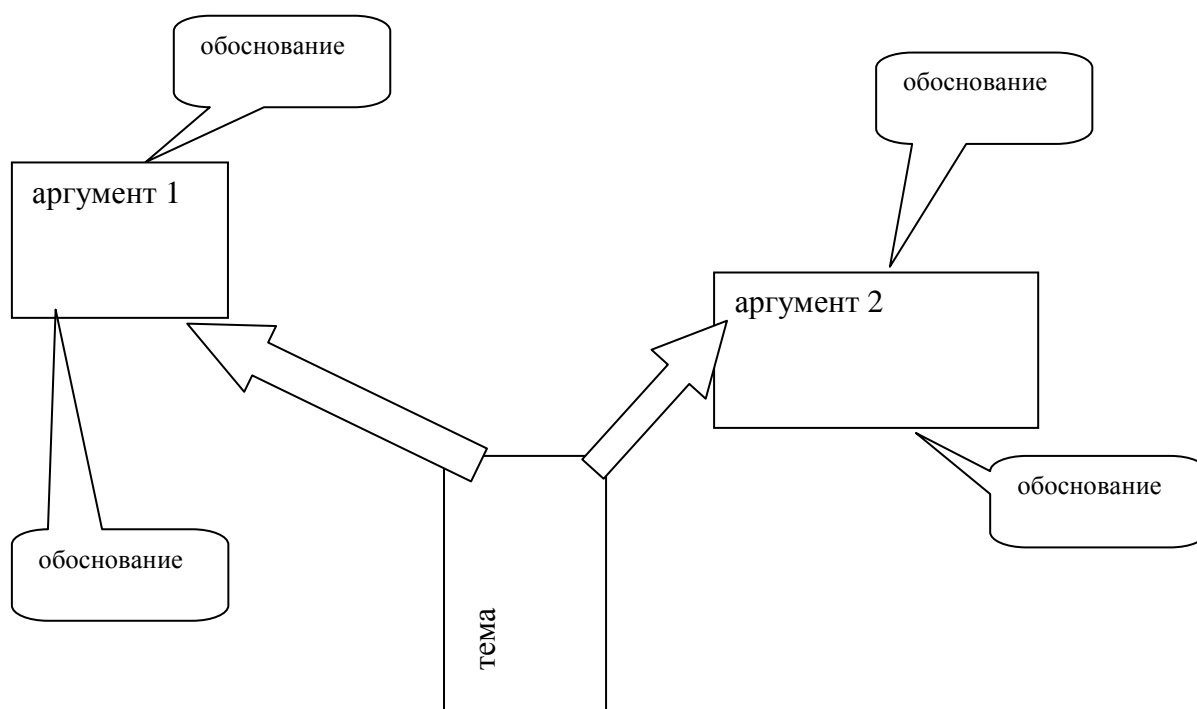 обоснование
обоснование
аргумент 1
аргумент 2
обоснование
обоснование
тема